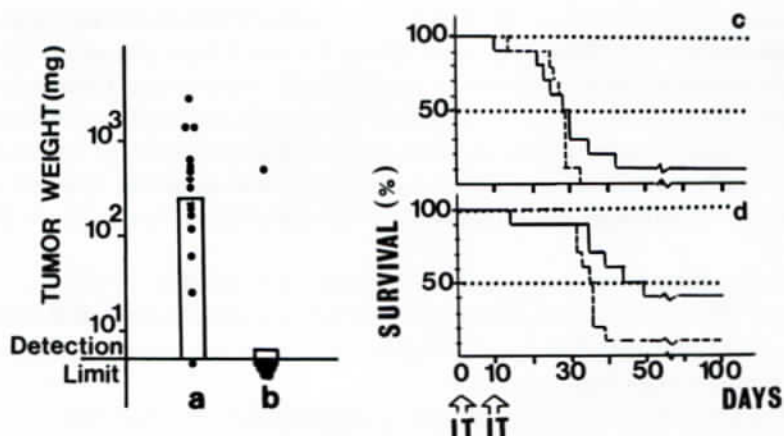 TUMOR WEIGHT (mg)
10³
10²
10¹
Detection
Limit
a
b
SURVIVAL (%)
c
100
50
d
100
50
0
10
30
50
100
DAYS
IT
IT